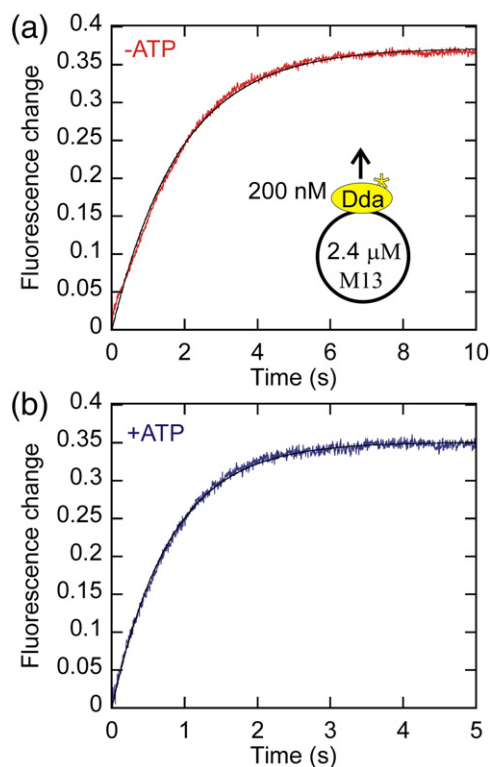 (a)
-ATP
Fluorescence change
0.4
0.35
0.3
0.25
0.2
0.15
0.1
0.05
0
200 nM
Dda
*
2.4 μM
M13
0 2 4 6 8 10
Time (s)
(b)
+ATP
Fluorescence change
0.4
0.35
0.3
0.25
0.2
0.15
0.1
0.05
0
0 1 2 3 4 5
Time (s)